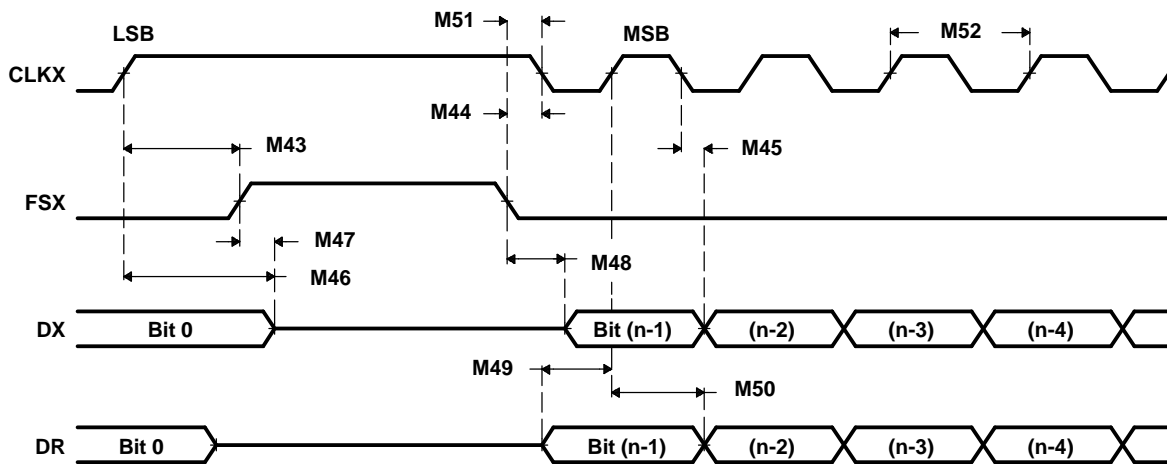 M51
LSB MSB M52
CLKX
M44
M43 M45
FSX
M47
M46 M48
DX Bit 0 Bit (n-1) (n-2) (n-3) (n-4)
M49
M50
DR Bit 0 Bit (n-1) (n-2) (n-3) (n-4)